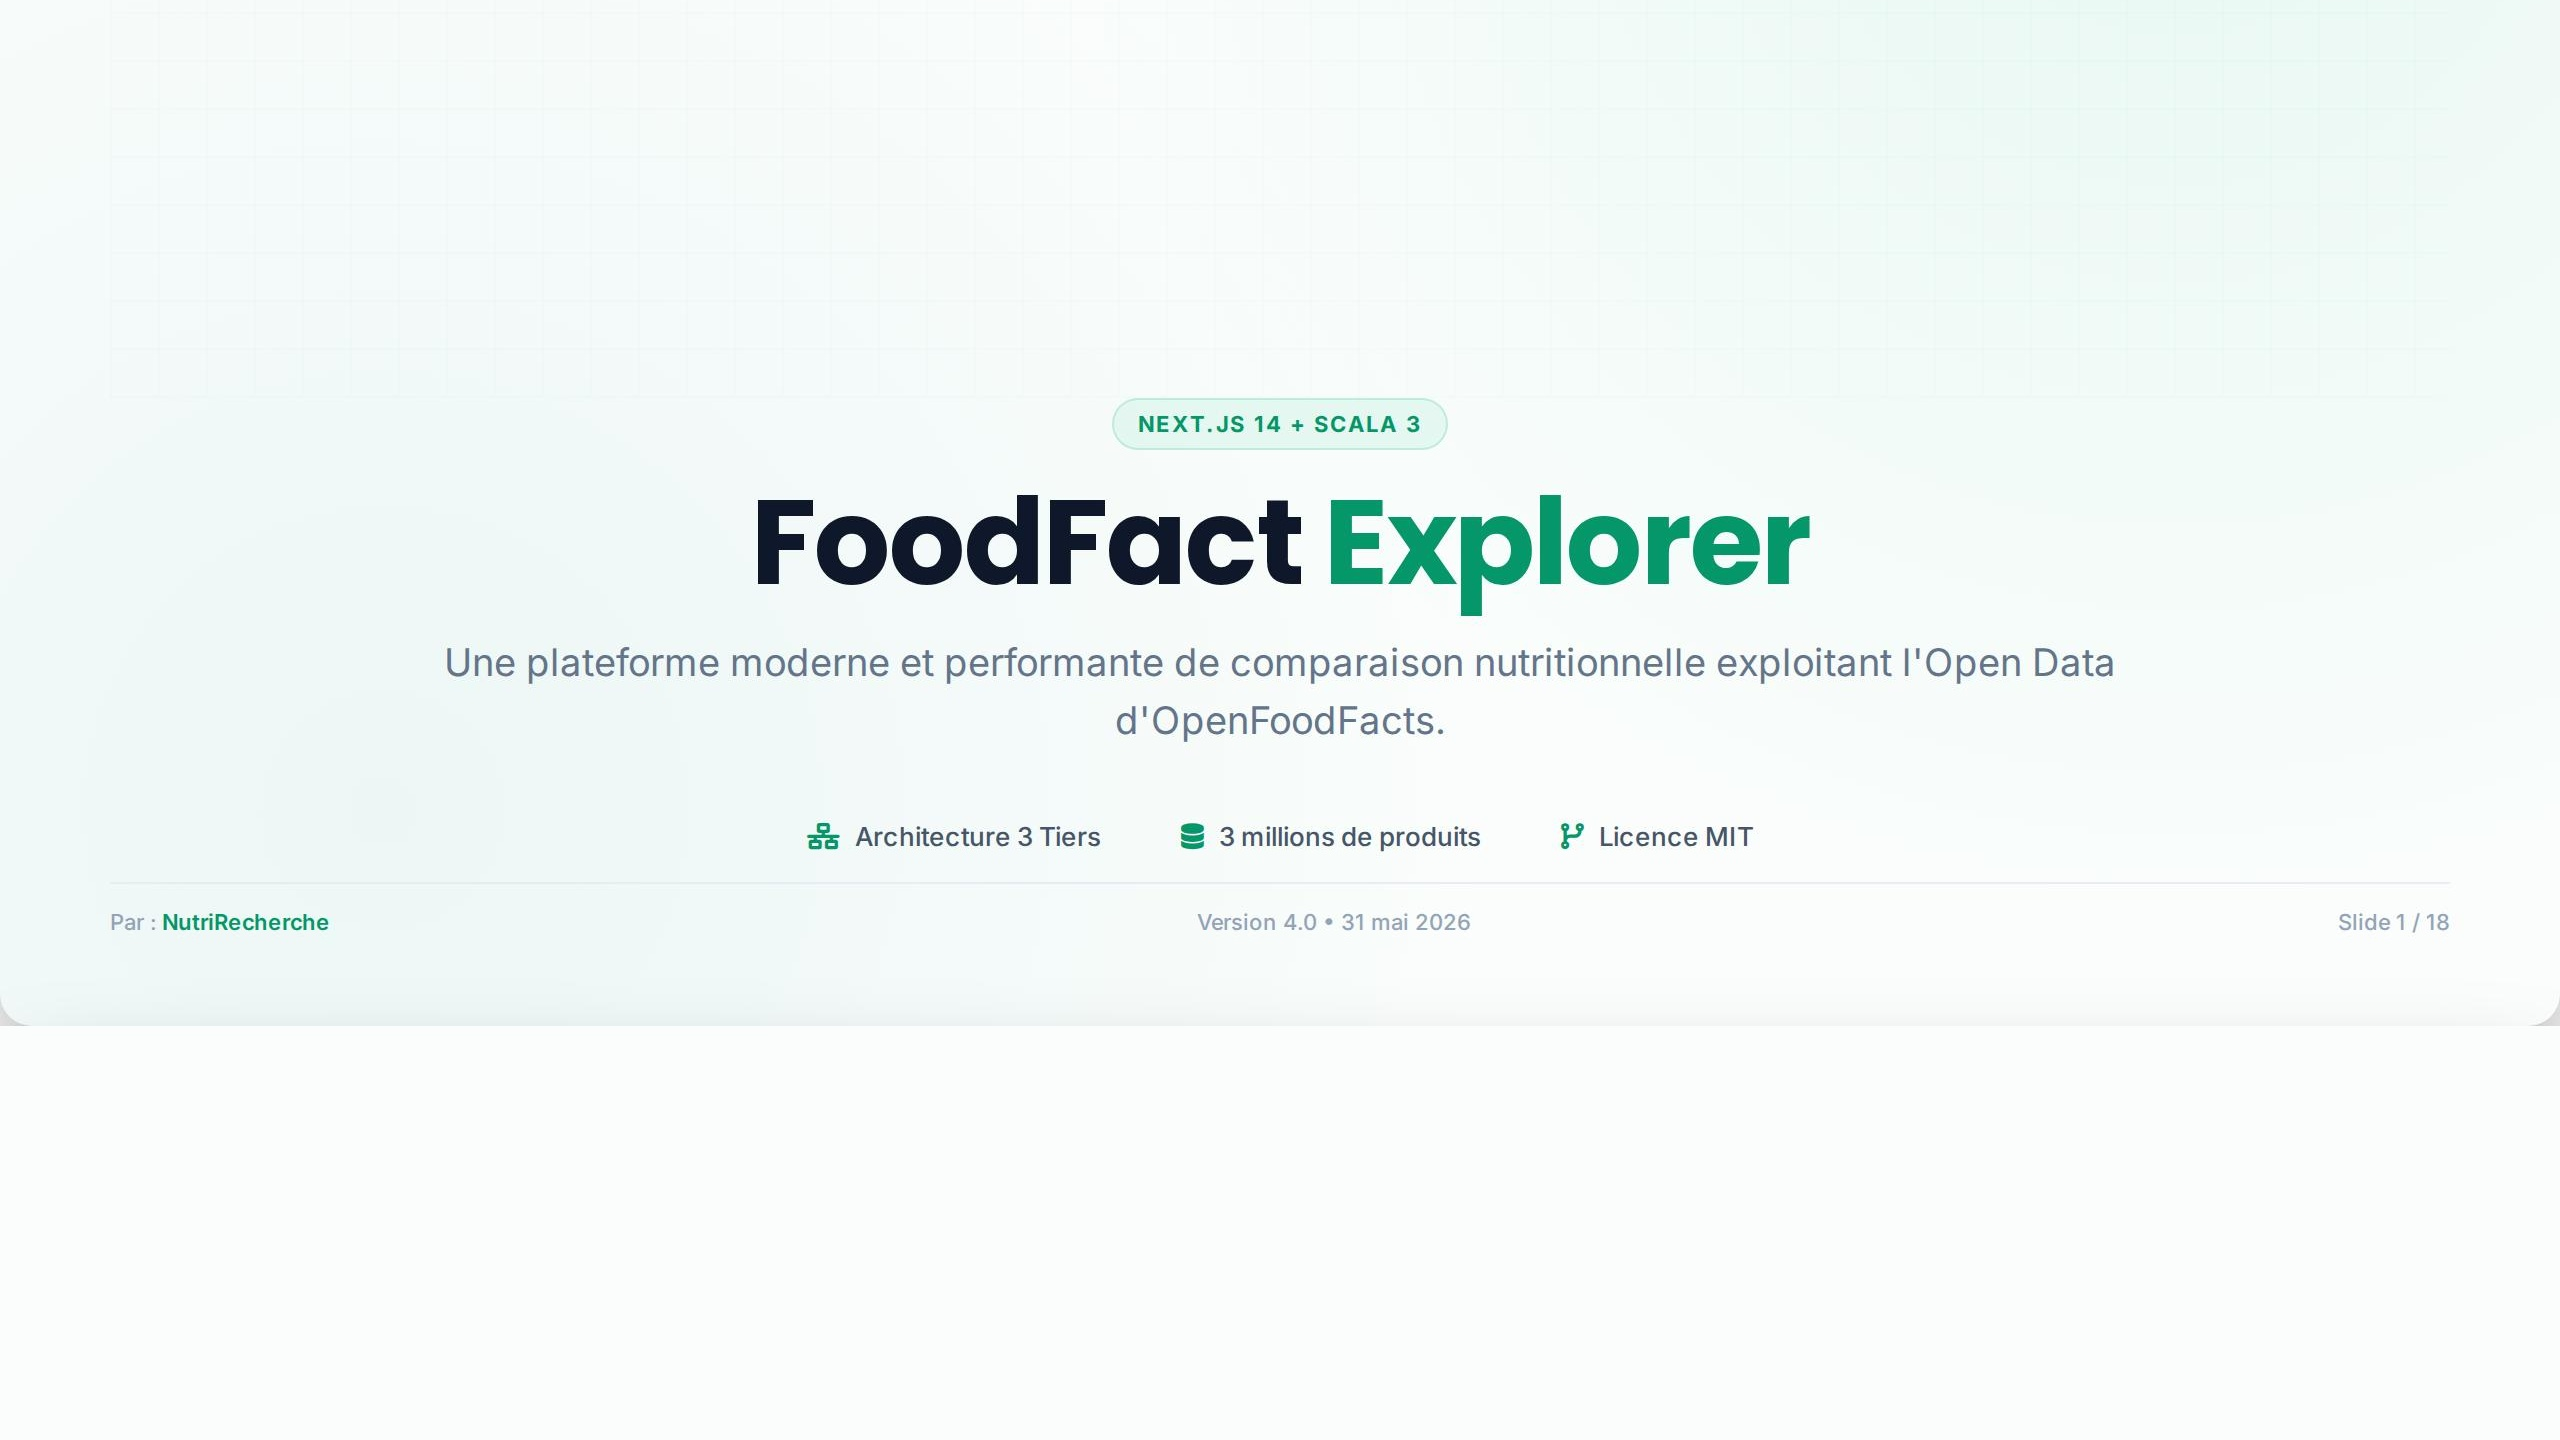 NEXT.JS 14 + SCALA 3
FoodFact Explorer
Une plateforme moderne et performante de comparaison nutritionnelle exploitant l'Open Data
d'OpenFoodFacts.
Architecture 3 Tiers
3 millions de produits
Licence MIT
Par : NutriRecherche
Version 4.0 • 31 mai 2026
Slide 1 / 18